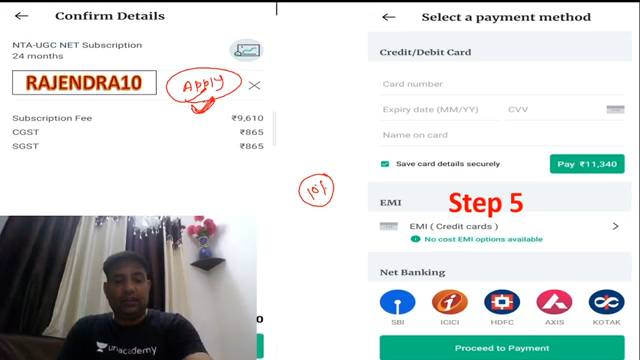 Confirm Details
NTA-UGC NET Subscription
24 months
RAJENDRA10
Apply
Subscription Fee ₹9,610
CGST ₹865
SGST ₹865
10%
unacademy
0
Select a payment method
Credit/Debit Card
Card number
Expiry date (MM/YY) CVV
Name on card
Save card details securely
Pay ₹11,340
EMI
Step 5
EMI ( Credit cards )
No cost EMI options available
Net Banking
SBI ICICI HDFC AXIS KOTAK
Proceed to Payment